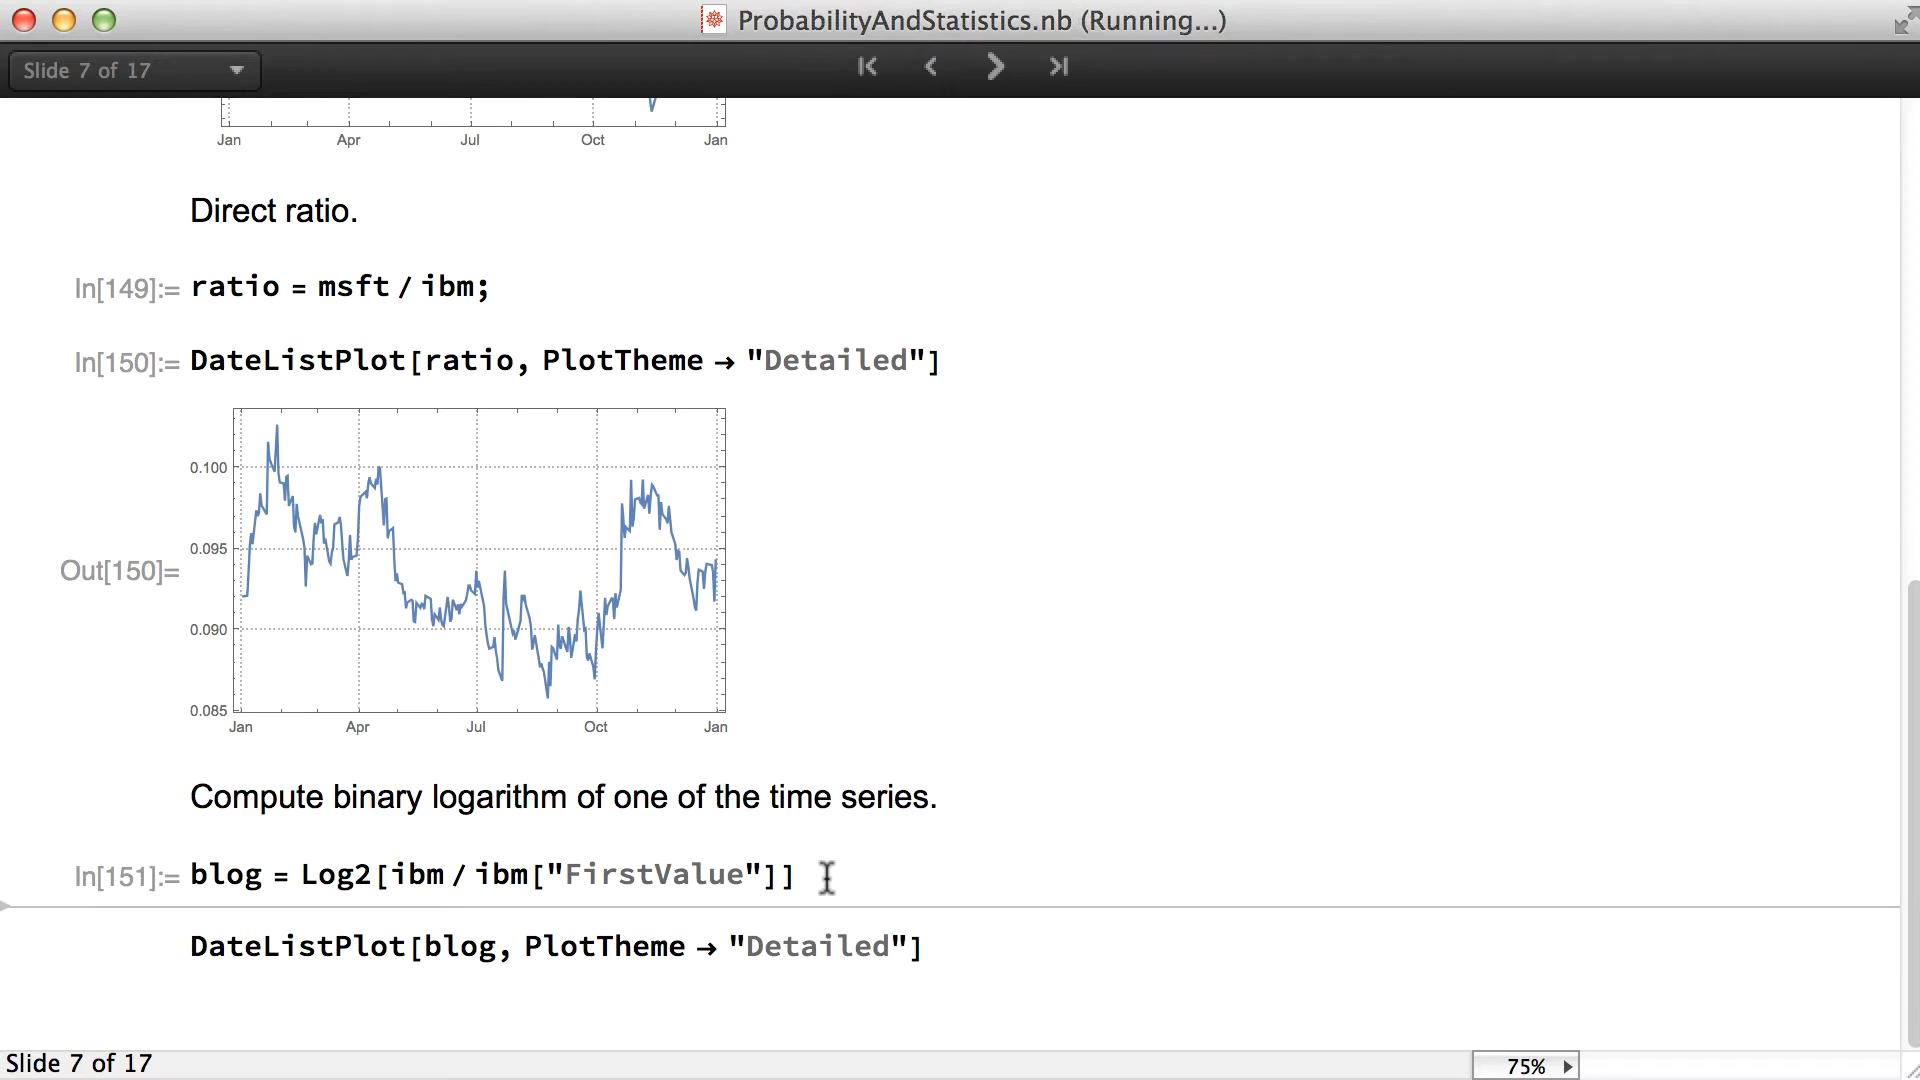 ProbabilityAndStatistics.nb (Running...)
Slide 7 of 17
Jan Apr Jul Oct Jan
Direct ratio.
In[149]:= ratio = msft / ibm;
In[150]:= DateListPlot[ratio, PlotTheme → "Detailed"]
0.100
0.095
Out[150]=
0.090
0.085
Jan Apr Jul Oct Jan
Compute binary logarithm of one of the time series.
In[151]:= blog = Log2[ibm / ibm["FirstValue"]]
DateListPlot[blog, PlotTheme → "Detailed"]
Slide 7 of 17
75%